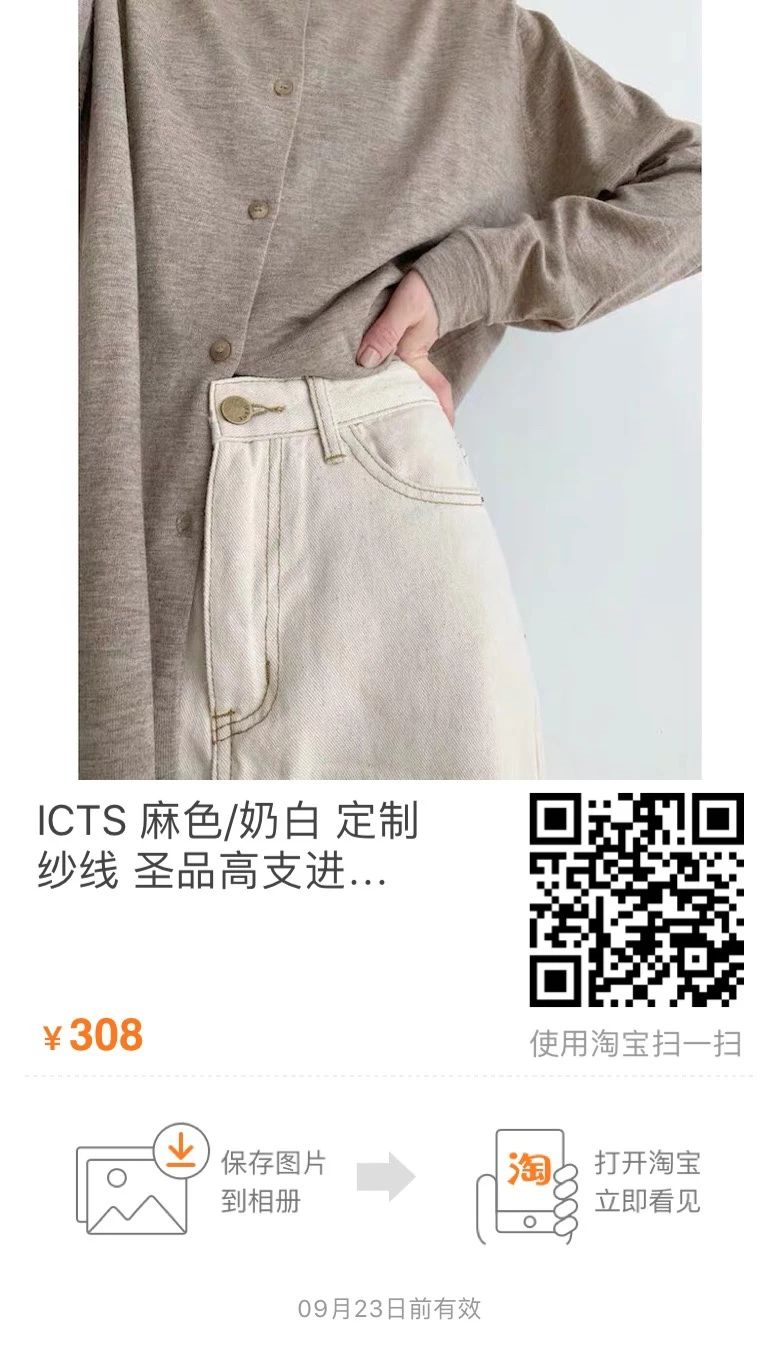 ICTS 麻色/奶白 定制
纱线 圣品高支进...
¥308
使用淘宝扫一扫
保存图片
到相册
淘
打开淘宝
立即看见
09月23日前有效